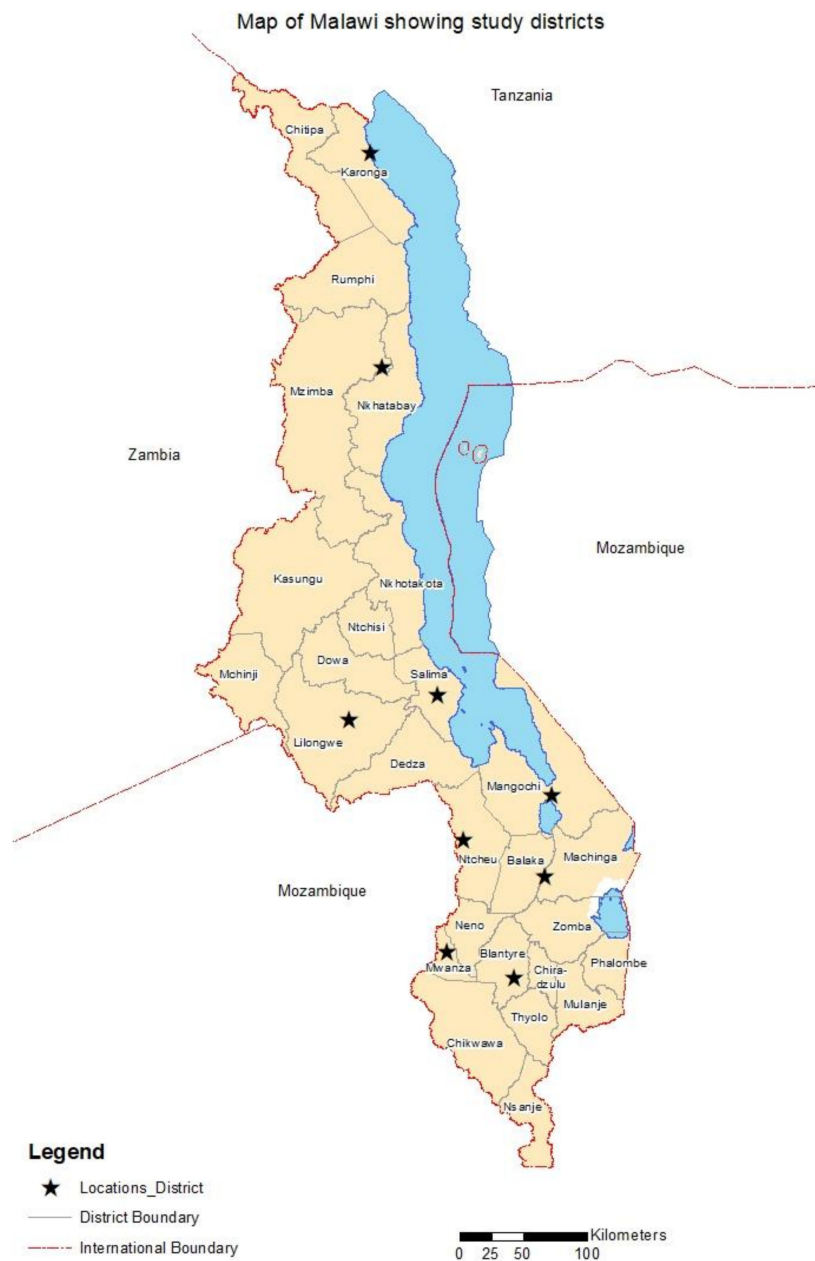 Map of Malawi showing study districts
Tanzania
Chitipa
Karonga
Rumphi
Mzimba
Nkhatabay
Zambia
Mozambique
Kasungu
Nkhotakota
Ntchisi
Dowa
Mchinji
Salima
Lilongwe
Dedza
Mangochi
Ntcheu
Balaka
Machinga
Mozambique
Neno
Zomba
Blantyre
Mwanza
Chira-
dzulu
Phalombe
Mulanje
Thyolo
Chikwawa
Nsanje
Legend
Locations_District
District Boundary
International Boundary
Kilometers
0 25 50 100